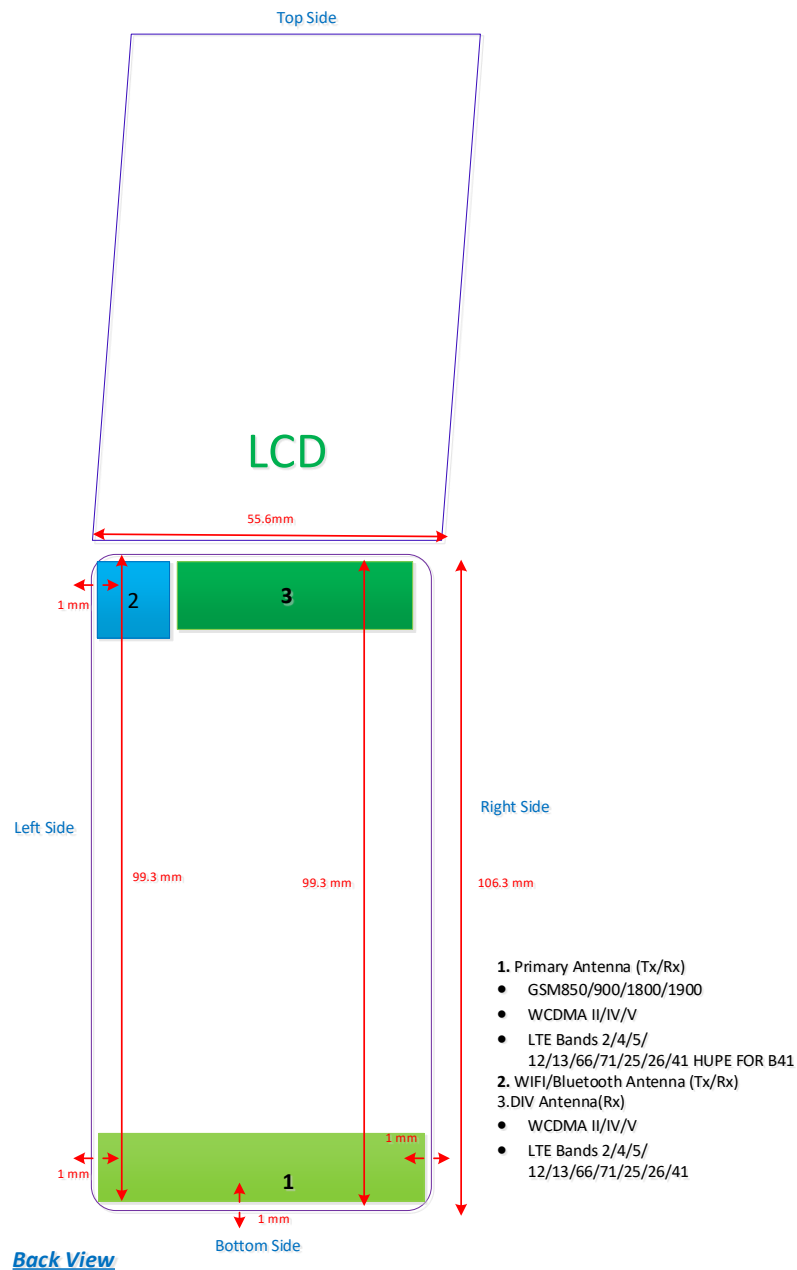 Top Side
LCD
55.6mm
2
3
1 mm
Right Side
Left Side
99.3 mm
99.3 mm
106.3 mm
1. Primary Antenna (Tx/Rx)
● GSM850/900/1800/1900
● WCDMA II/IV/V
● LTE Bands 2/4/5/
12/13/66/71/25/26/41 HUPE FOR B41
2. WIFI/Bluetooth Antenna (Tx/Rx)
3.DIV Antenna(Rx)
● WCDMA II/IV/V
● LTE Bands 2/4/5/
12/13/66/71/25/26/41
1 mm
1 mm
1
1 mm
Bottom Side
Back View